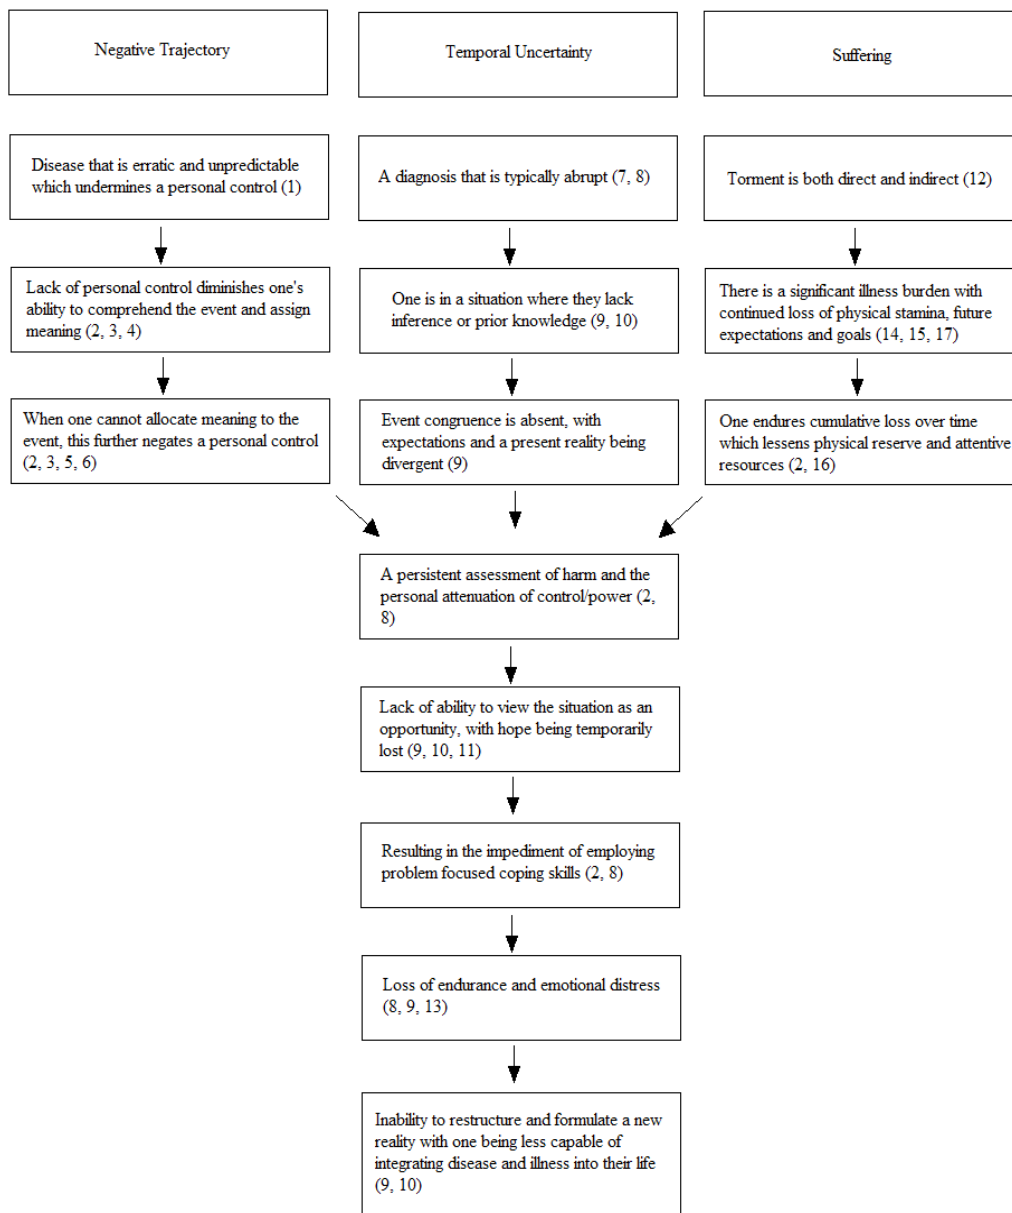 Negative Trajectory
Temporal Uncertainty
Suffering
Disease that is erratic and unpredictable
which undermines a personal control (1)
A diagnosis that is typically abrupt (7, 8)
Torment is both direct and indirect (12)
Lack of personal control diminishes one's
ability to comprehend the event and assign
meaning (2, 3, 4)
One is in a situation where they lack
inference or prior knowledge (9, 10)
There is a significant illness burden with
continued loss of physical stamina, future
expectations and goals (14, 15, 17)
When one cannot allocate meaning to the
event, this further negates a personal control
(2, 3, 5, 6)
Event congruence is absent, with
expectations and a present reality being
divergent (9)
One endures cumulative loss over time
which lessens physical reserve and attentive
resources (2, 16)
A persistent assessment of harm and the
personal attenuation of control/power (2,
8)
Lack of ability to view the situation as an
opportunity, with hope being temporarily
lost (9, 10, 11)
Resulting in the impediment of employing
problem focused coping skills (2, 8)
Loss of endurance and emotional distress
(8, 9, 13)
Inability to restructure and formulate a new
reality with one being less capable of
integrating disease and illness into their life
(9, 10)